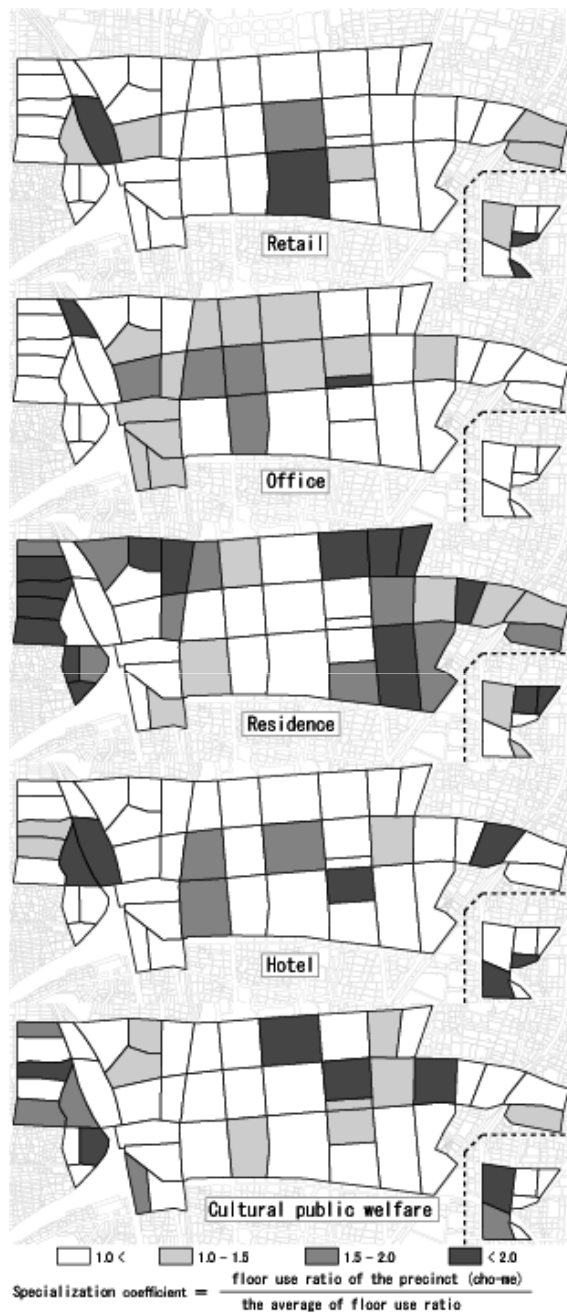 Retail
Office
Residence
Hotel
Cultural public welfare
1.0 < 1.0 - 1.5 1.5 - 2.0 < 2.0
Specialization coefficient = floor use ratio of the precinct (cho-me)
the average of floor use ratio